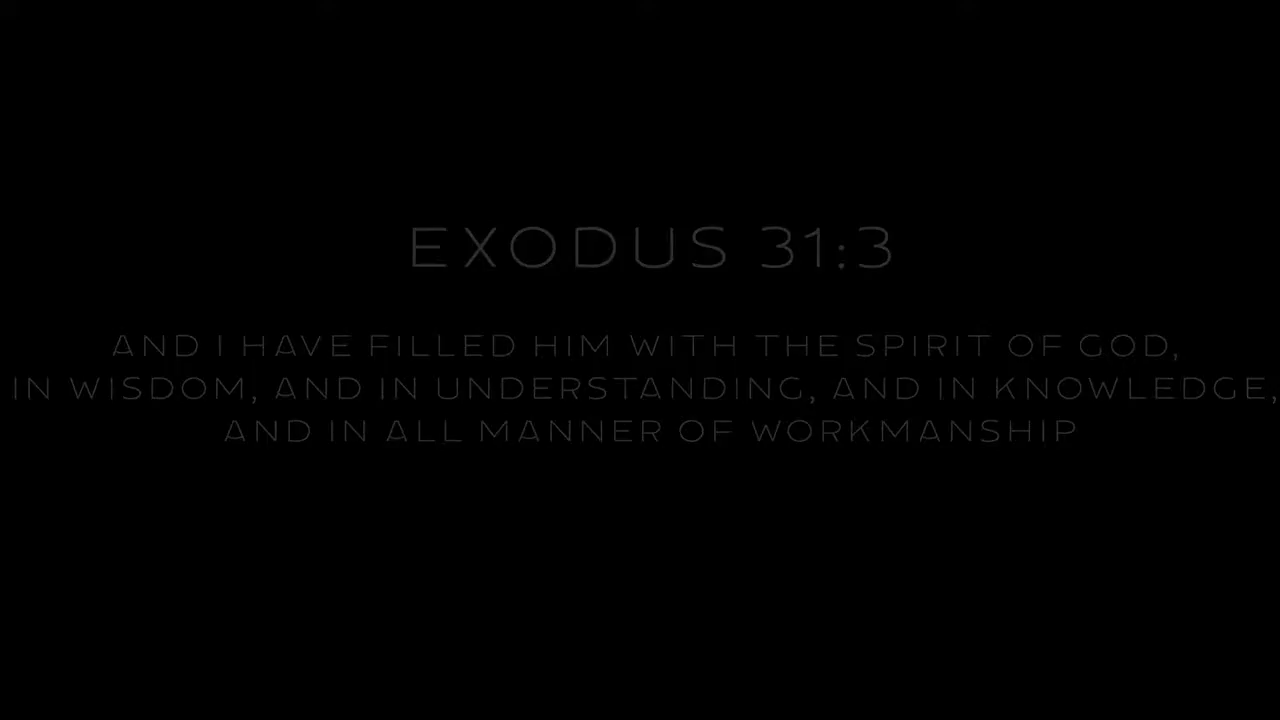 EXODUS 31:3
AND I HAVE FILLED HIM WITH THE SPIRIT OF GOD,
IN WISDOM, AND IN UNDERSTANDING, AND IN KNOWLEDGE,
AND IN ALL MANNER OF WORKMANSHIP